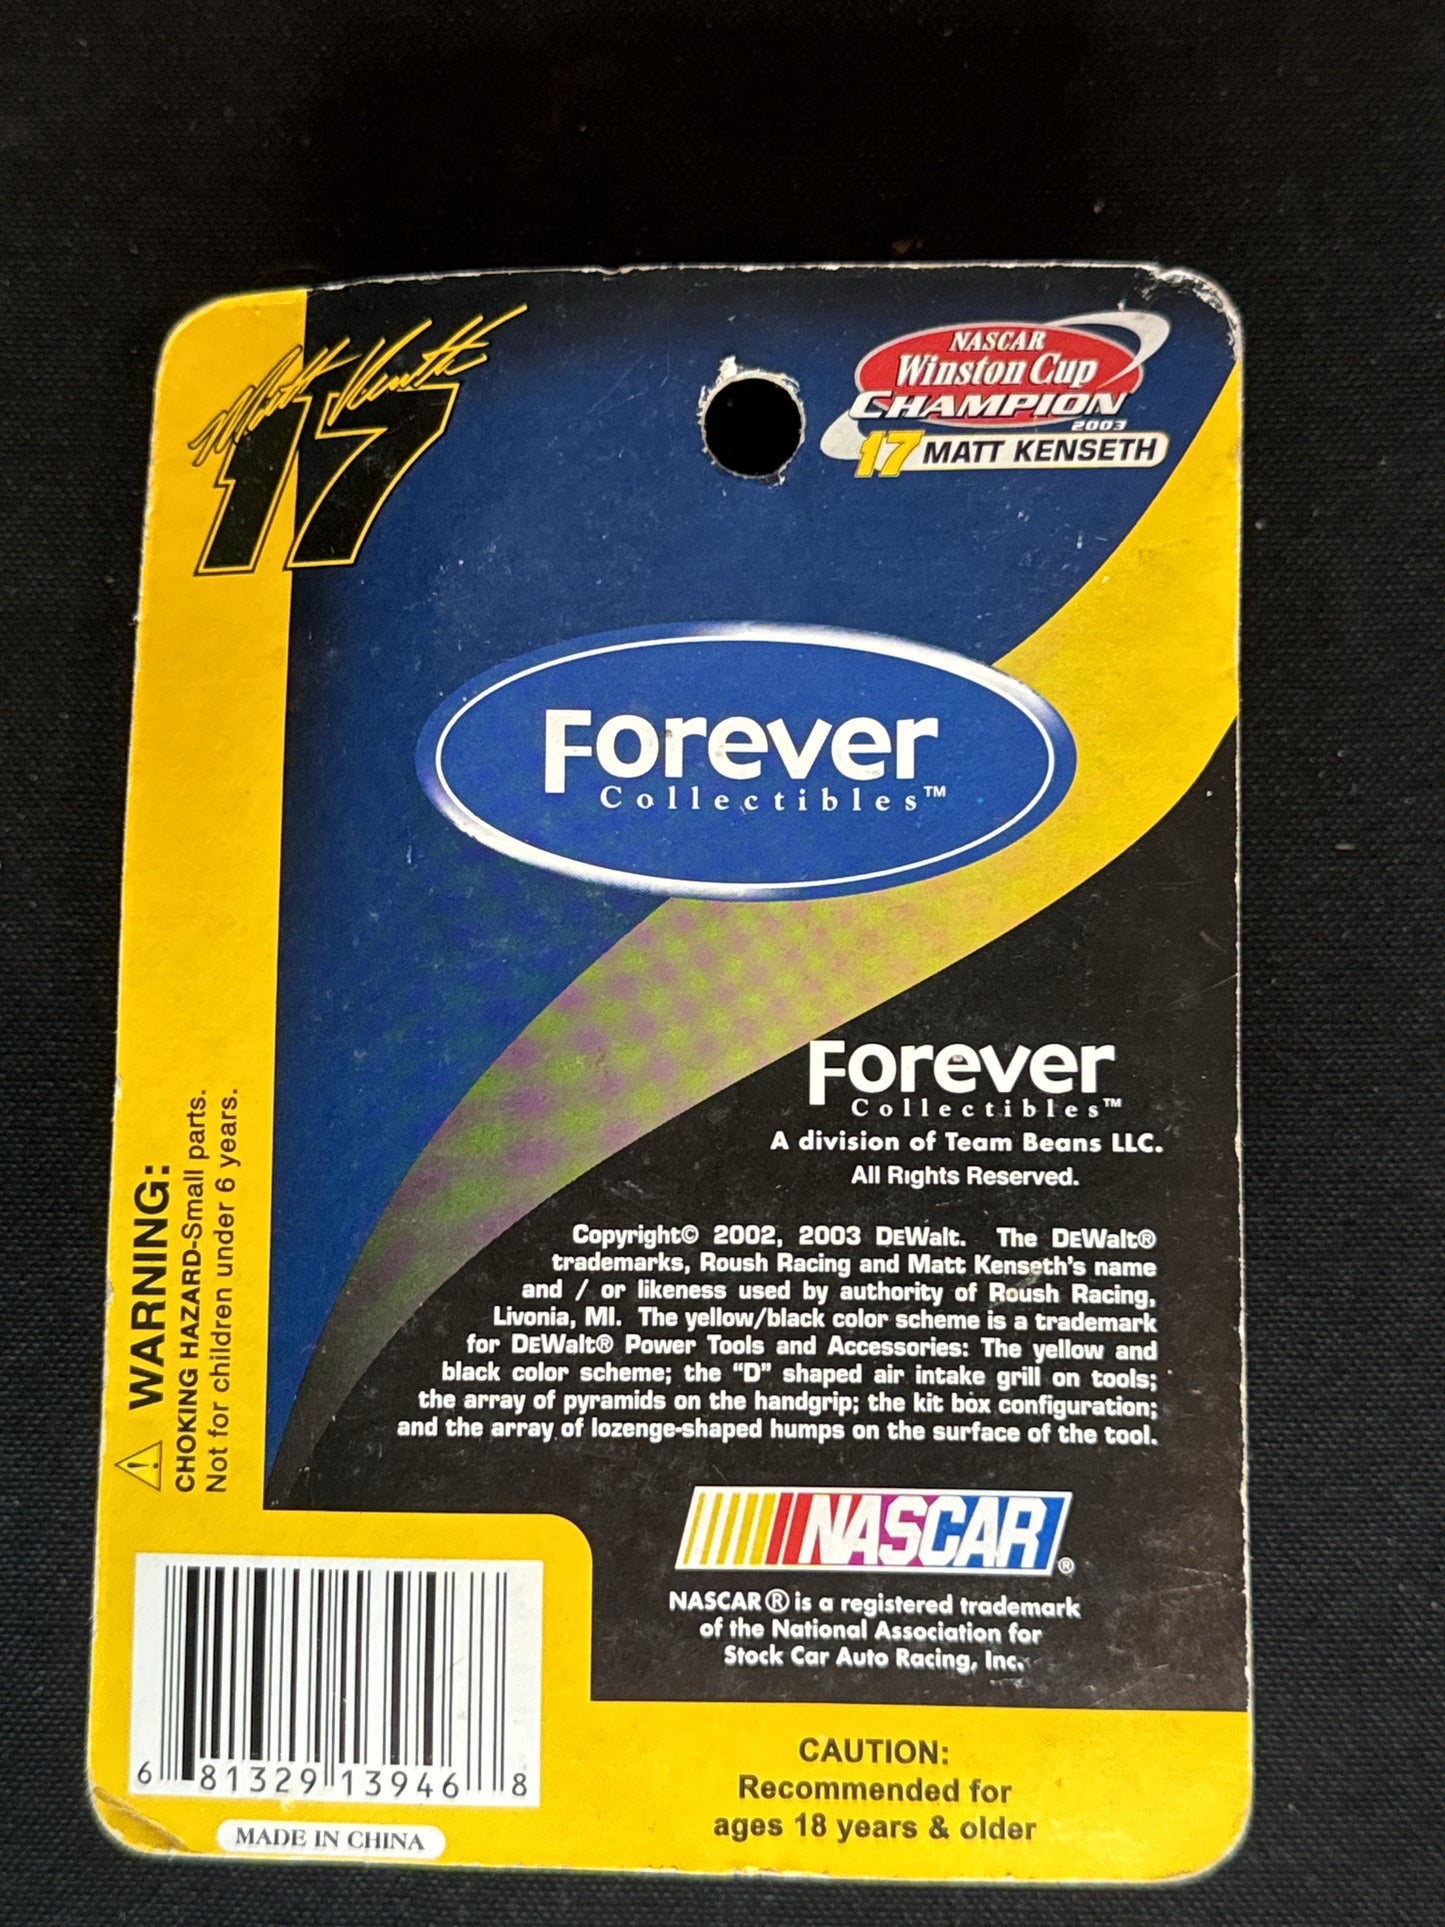 Matt Kenseth
17
NASCAR
Winston Cup
CHAMPION
2003
17 MATT KENSETH
Forever
Collectibles™
Forever
Collectibles™
A division of Team Beans LLC.
All Rights Reserved.
Copyright© 2002, 2003 DEWalt. The DEWalt®
trademarks, Roush Racing and Matt Kenseth's name
and / or likeness used by authority of Roush Racing,
Livonia, MI. The yellow/black color scheme is a trademark
for DEWalt® Power Tools and Accessories: The yellow and
black color scheme; the "D" shaped air intake grill on tools;
the array of pyramids on the handgrip; the kit box configuration;
and the array of lozenge-shaped humps on the surface of the tool.
NASCAR®
NASCAR® is a registered trademark
of the National Association for
Stock Car Auto Racing, Inc.
⚠ WARNING:
CHOKING HAZARD-Small parts.
Not for children under 6 years.
6 81329 13946 8
MADE IN CHINA
CAUTION:
Recommended for
ages 18 years & older